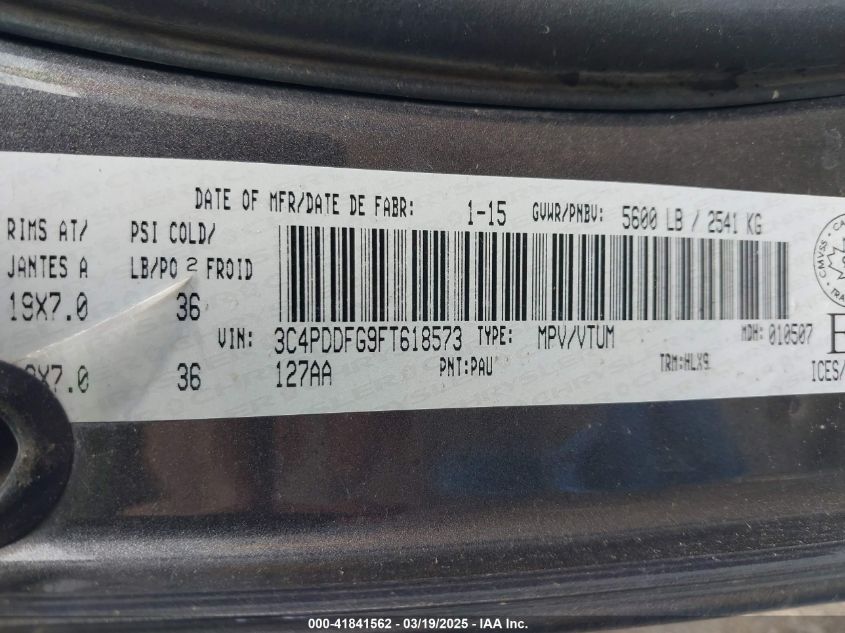 DATE OF MFR/DATE DE FABR: 1-15 GVWR/PNBV: 5600 LB / 2541 KG
RIMS AT/ PSI COLD/
JANTES A LB/PO 2 FROID
19X7.0 36
VIN: 3C4PDDFG9FT618573 TYPE: MPV/VTUM MDH: 010507
X7.0 36 127AA PNT:PAU TRM:HLX9 ICES/
CMVSS
000-41841562 / 03/19/2025 - IAA Inc.